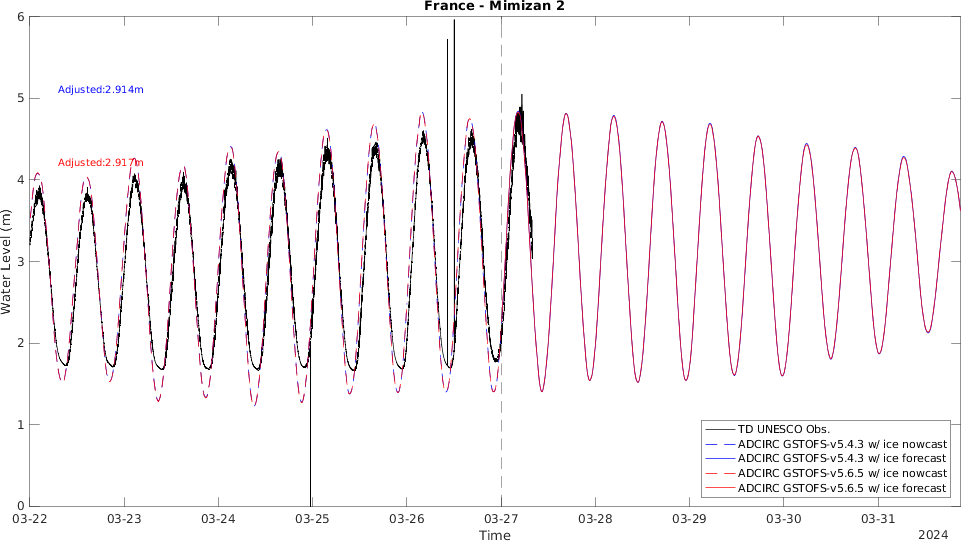 France - Mimizan 2
6
5
4
3
2
1
0
Water Level (m)
Adjusted:2.914m
Adjusted:2.917m
TD UNESCO Obs.
ADCIRC GSTOFS-v5.4.3 w/ ice nowcast
ADCIRC GSTOFS-v5.4.3 w/ ice forecast
ADCIRC GSTOFS-v5.6.5 w/ ice nowcast
ADCIRC GSTOFS-v5.6.5 w/ ice forecast
03-22 03-23 03-24 03-25 03-26 03-27 03-28 03-29 03-30 03-31
Time
2024